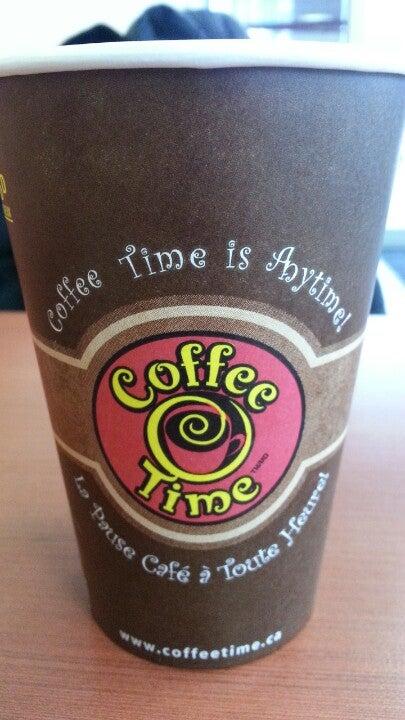 Coffee Time is Anytime!
Coffee
Time
La Pause Café à Toute Heure!
www.coffeetime.ca